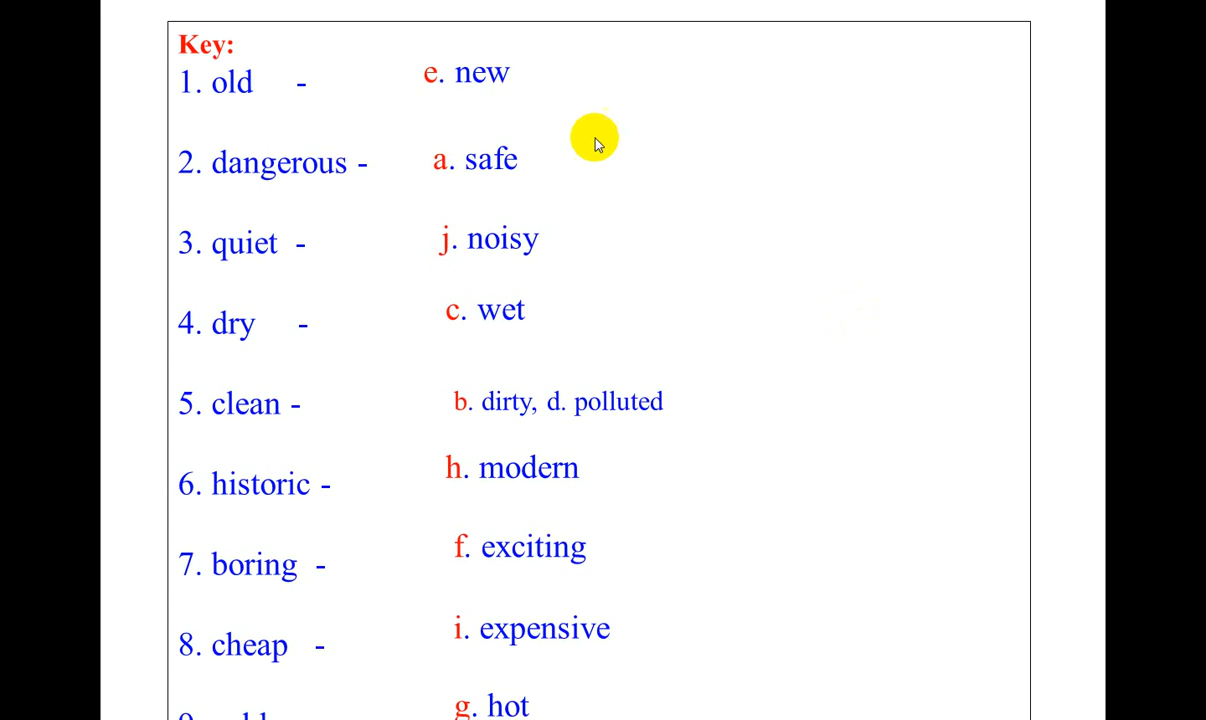 Key:
1. old - e. new
2. dangerous - a. safe
3. quiet - j. noisy
4. dry - c. wet
5. clean - b. dirty, d. polluted
6. historic - h. modern
7. boring - f. exciting
8. cheap - i. expensive
g. hot